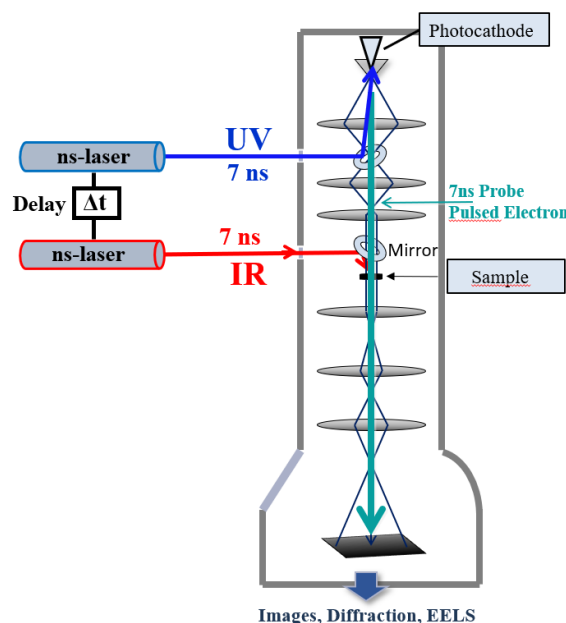 Photocathode
UV
ns-laser
7 ns
Delay
Δt
7ns Probe
Pulsed Electron
7 ns
ns-laser
Mirror
IR
Sample
Images, Diffraction, EELS